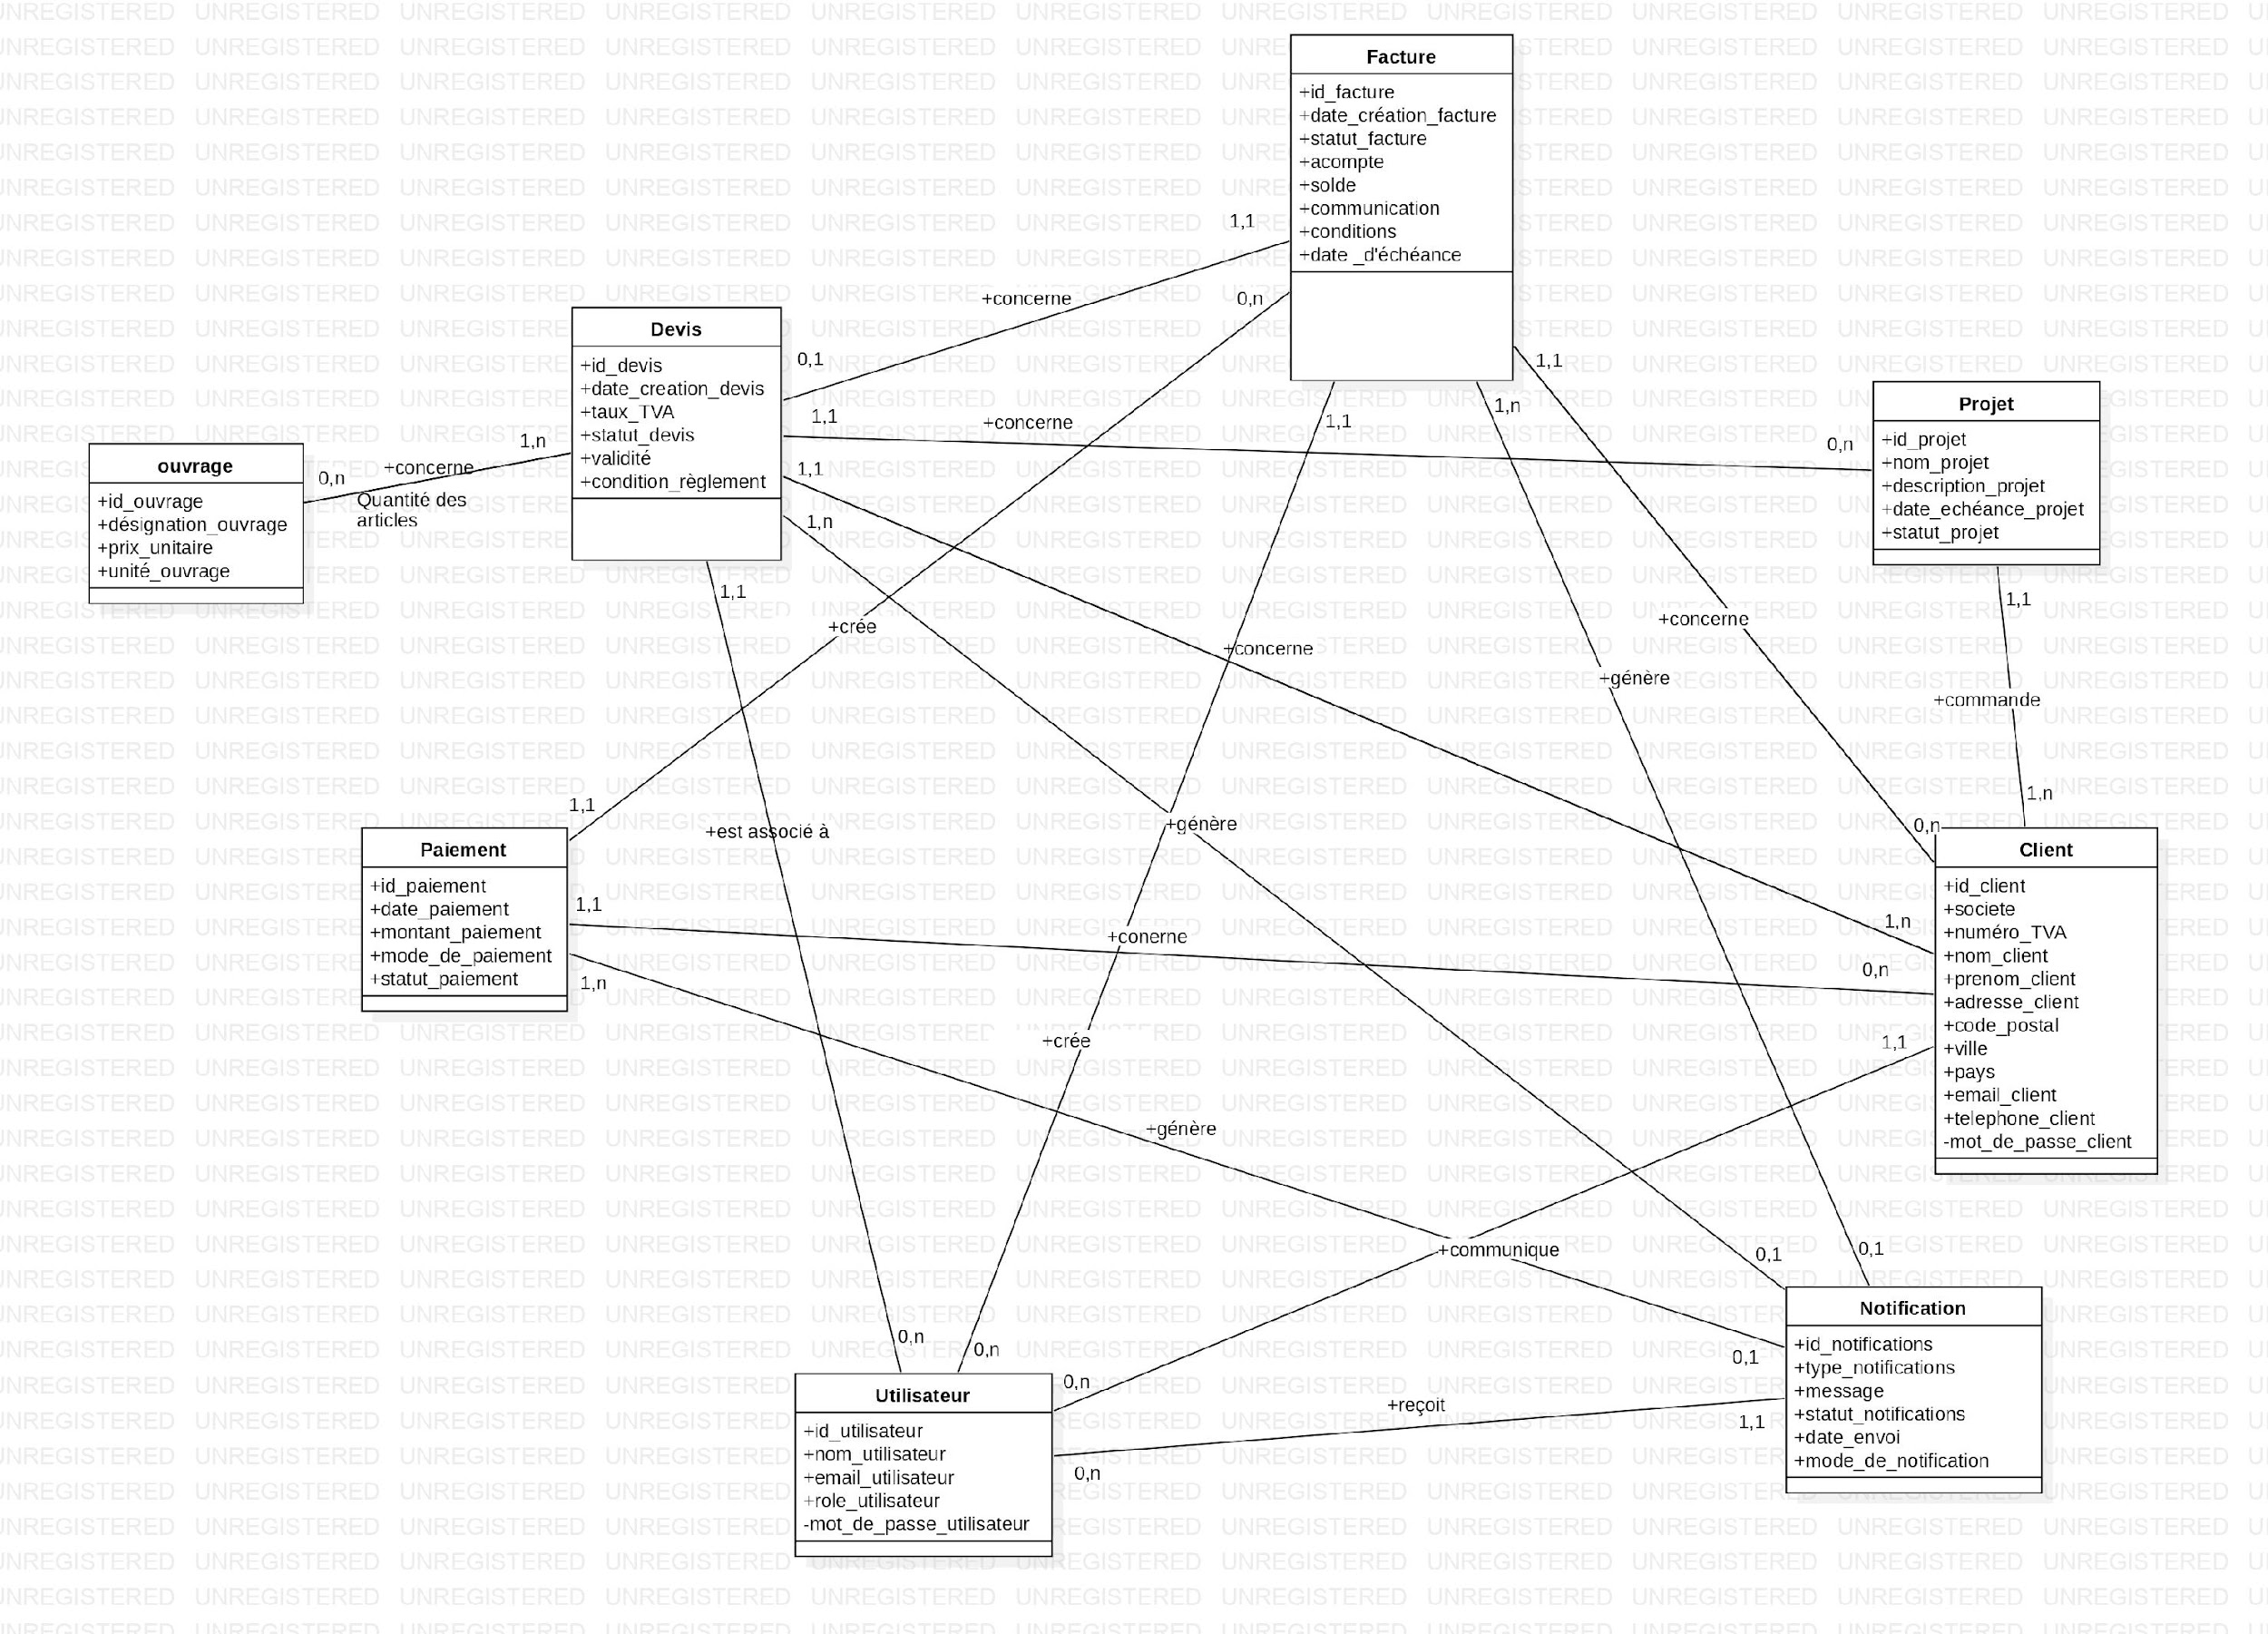 Facture
+id_facture
+date_création_facture
+statut_facture
+acompte
+solde
+communication
+conditions
+date _d'échéance
1,1
+concerne
0,n
0,1
Devis
+id_devis
+date_creation_devis
+taux_TVA
+statut_devis
+validité
+condition_règlement
1,1
+concerne
0,n
1,1
1,n
1,1
1,n
1,1
Projet
+id_projet
+nom_projet
+description_projet
+date_echéance_projet
+statut_projet
ouvrage
+id_ouvrage
+désignation_ouvrage
+prix_unitaire
+unité_ouvrage
0,n
+concerne
1,n
Quantité des
articles
1,1
+crée
+concerne
+concerne
+génère
1,1
+commande
1,n
0,n
1,1
+est associé à
+génère
Paiement
+id_paiement
+date_paiement
+montant_paiement
+mode_de_paiement
+statut_paiement
1,1
+conerne
1,n
0,n
1,n
+crée
+génère
1,1
Client
+id_client
+societe
+numéro_TVA
+nom_client
+prenom_client
+adresse_client
+code_postal
+ville
+pays
+email_client
+telephone_client
-mot_de_passe_client
+communique
0,1
0,1
0,1
0,n
0,n
0,n
+reçoit
1,1
0,n
Utilisateur
+id_utilisateur
+nom_utilisateur
+email_utilisateur
+role_utilisateur
-mot_de_passe_utilisateur
Notification
+id_notifications
+type_notifications
+message
+statut_notifications
+date_envoi
+mode_de_notification
UNREGISTERED